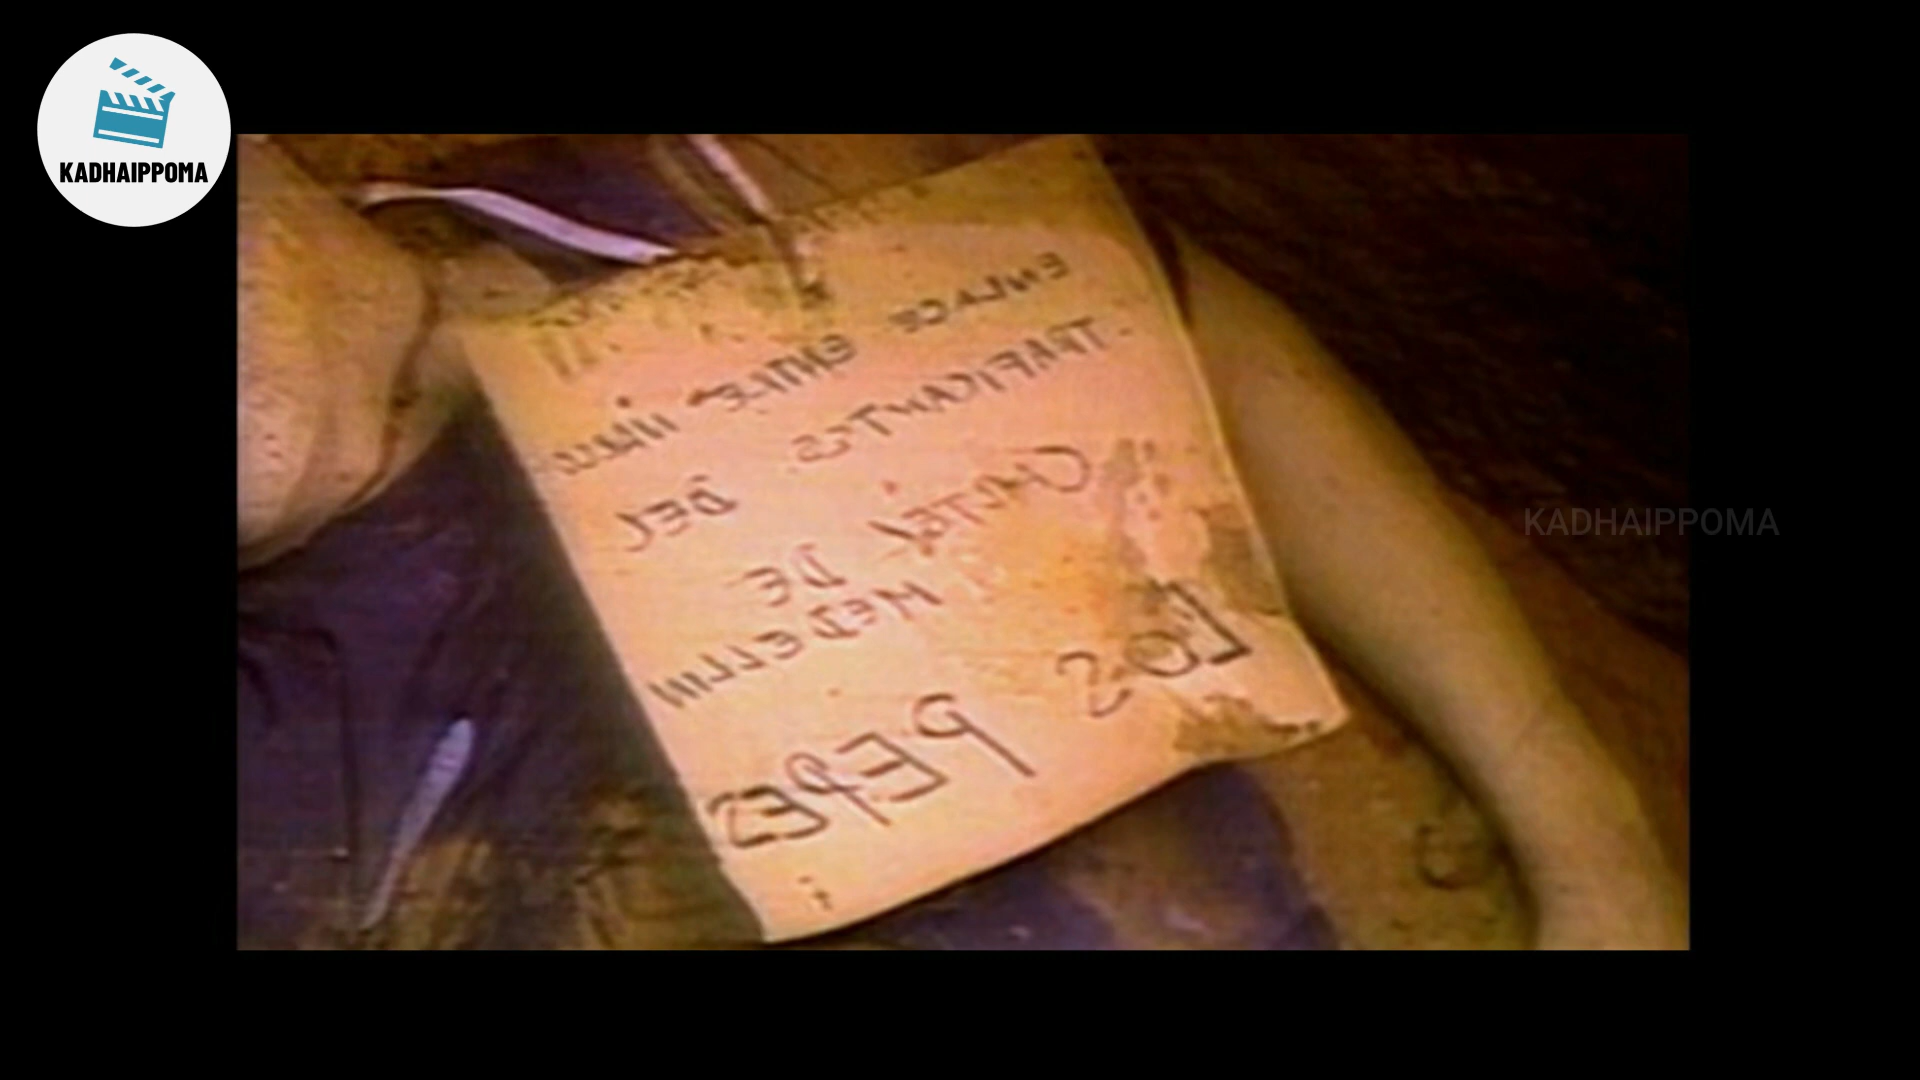 KADHAIPPOMA
ENLACE ENTRE
TRAFICANTES DEL
CARTEL DE
MEDELLIN
LOS PEPES
KADHAIPPOMA